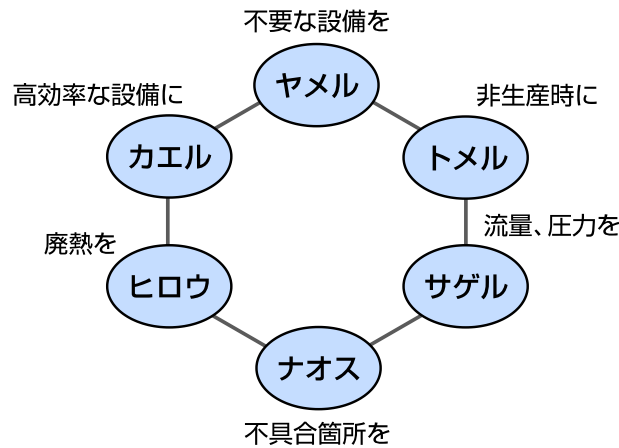 不要な設備を
ヤメル
非生産時に
トメル
流量、圧力を
サゲル
不具合箇所を
ナオス
廃熱を
ヒロウ
高効率な設備に
カエル